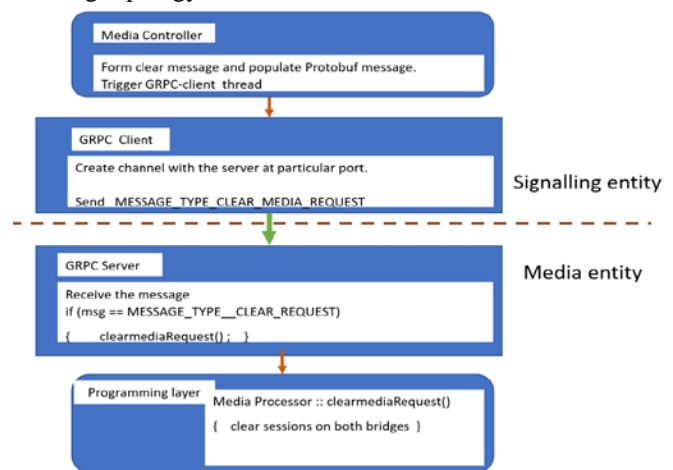 Media Controller
Form clear message and populate Protobuf message.
Trigger GRPC-client thread
GRPC Client
Create channel with the server at particular port.
Send MESSAGE_TYPE_CLEAR_MEDIA_REQUEST
Signalling entity
GRPC Server
Media entity
Receive the message
if (msg == MESSAGE_TYPE__CLEAR_REQUEST)
{ clearmediaRequest() ; }
Programming layer
Media Processor :: clearmediaRequest()
{ clear sessions on both bridges }